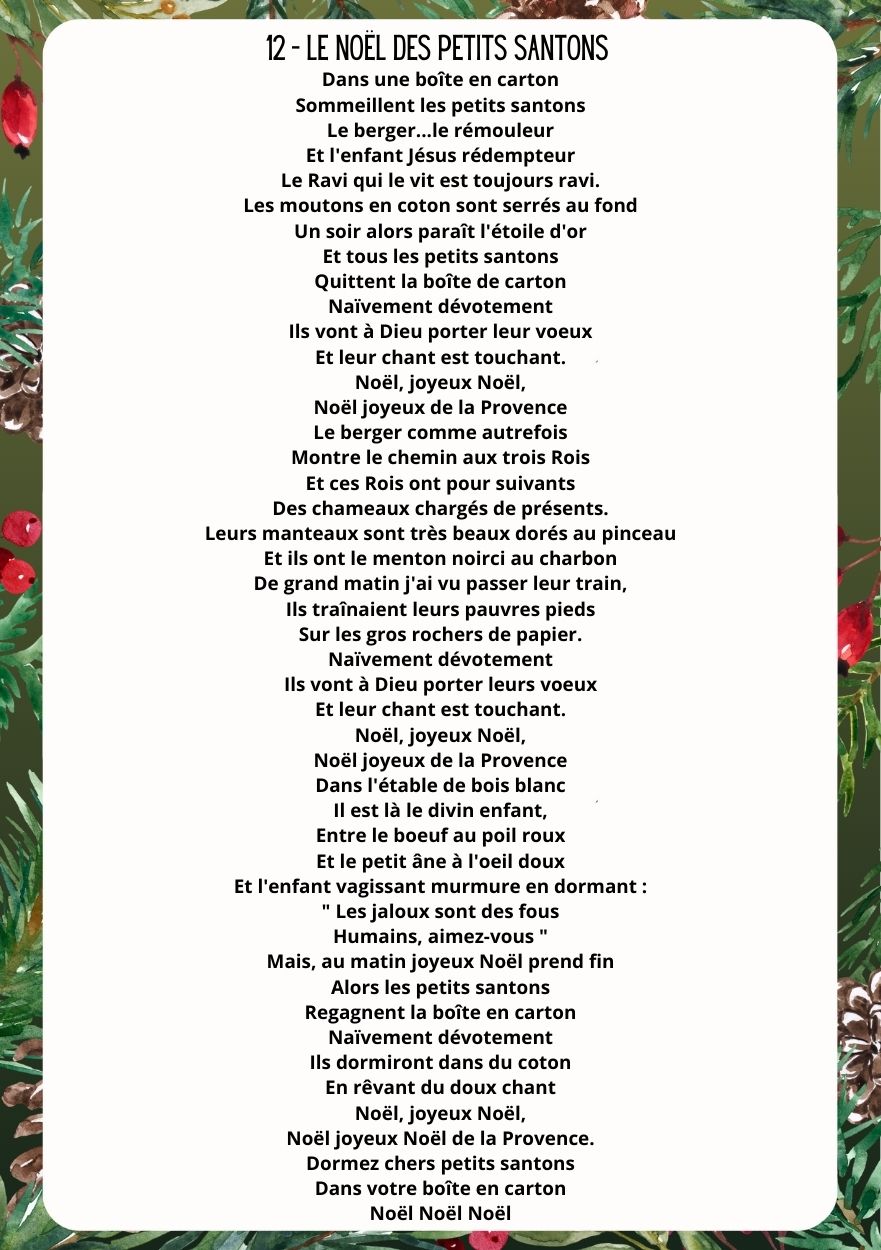 12 - LE NOËL DES PETITS SANTONS
Dans une boîte en carton
Sommeillent les petits santons
Le berger...le rémouleur
Et l'enfant Jésus rédempteur
Le Ravi qui le vit est toujours ravi.
Les moutons en coton sont serrés au fond
Un soir alors paraît l'étoile d'or
Et tous les petits santons
Quittent la boîte de carton
Naïvement dévotement
Ils vont à Dieu porter leur voeux
Et leur chant est touchant.
Noël, joyeux Noël,
Noël joyeux de la Provence
Le berger comme autrefois
Montre le chemin aux trois Rois
Et ces Rois ont pour suivants
Des chameaux chargés de présents.
Leurs manteaux sont très beaux dorés au pinceau
Et ils ont le menton noirci au charbon
De grand matin j'ai vu passer leur train,
Ils traînaient leurs pauvres pieds
Sur les gros rochers de papier.
Naïvement dévotement
Ils vont à Dieu porter leurs voeux
Et leur chant est touchant.
Noël, joyeux Noël,
Noël joyeux de la Provence
Dans l'étable de bois blanc
Il est là le divin enfant,
Entre le boeuf au poil roux
Et le petit âne à l'oeil doux
Et l'enfant vagissant murmure en dormant :
" Les jaloux sont des fous
Humains, aimez-vous "
Mais, au matin joyeux Noël prend fin
Alors les petits santons
Regagnent la boîte en carton
Naïvement dévotement
Ils dormiront dans du coton
En rêvant du doux chant
Noël, joyeux Noël,
Noël joyeux Noël de la Provence.
Dormez chers petits santons
Dans votre boîte en carton
Noël Noël Noël